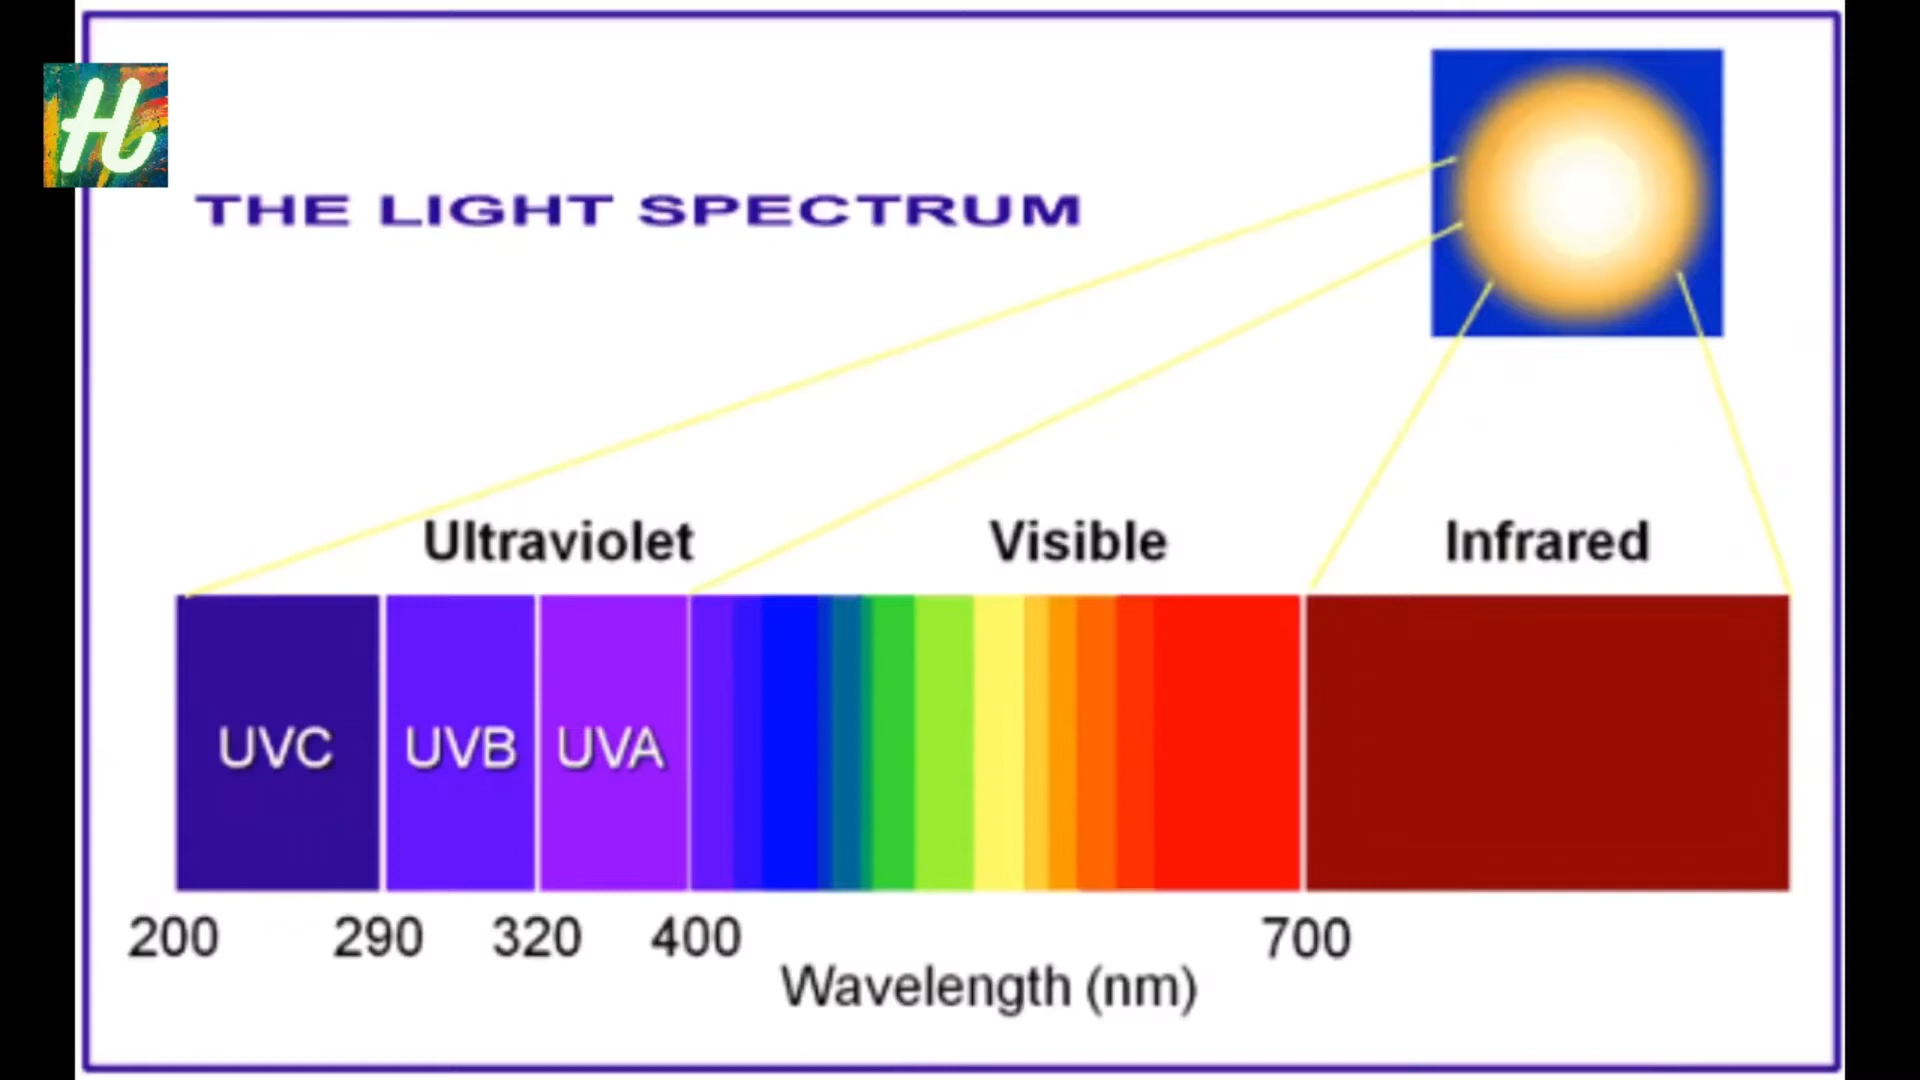 H
THE LIGHT SPECTRUM
Ultraviolet Visible Infrared
UVC UVB UVA
200 290 320 400 700
Wavelength (nm)